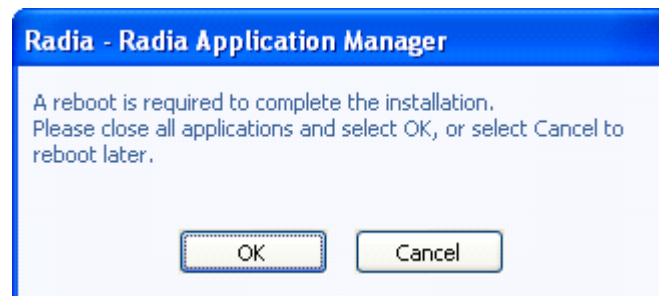 Radia - Radia Application Manager
A reboot is required to complete the installation.
Please close all applications and select OK, or select Cancel to
reboot later.
OK
Cancel